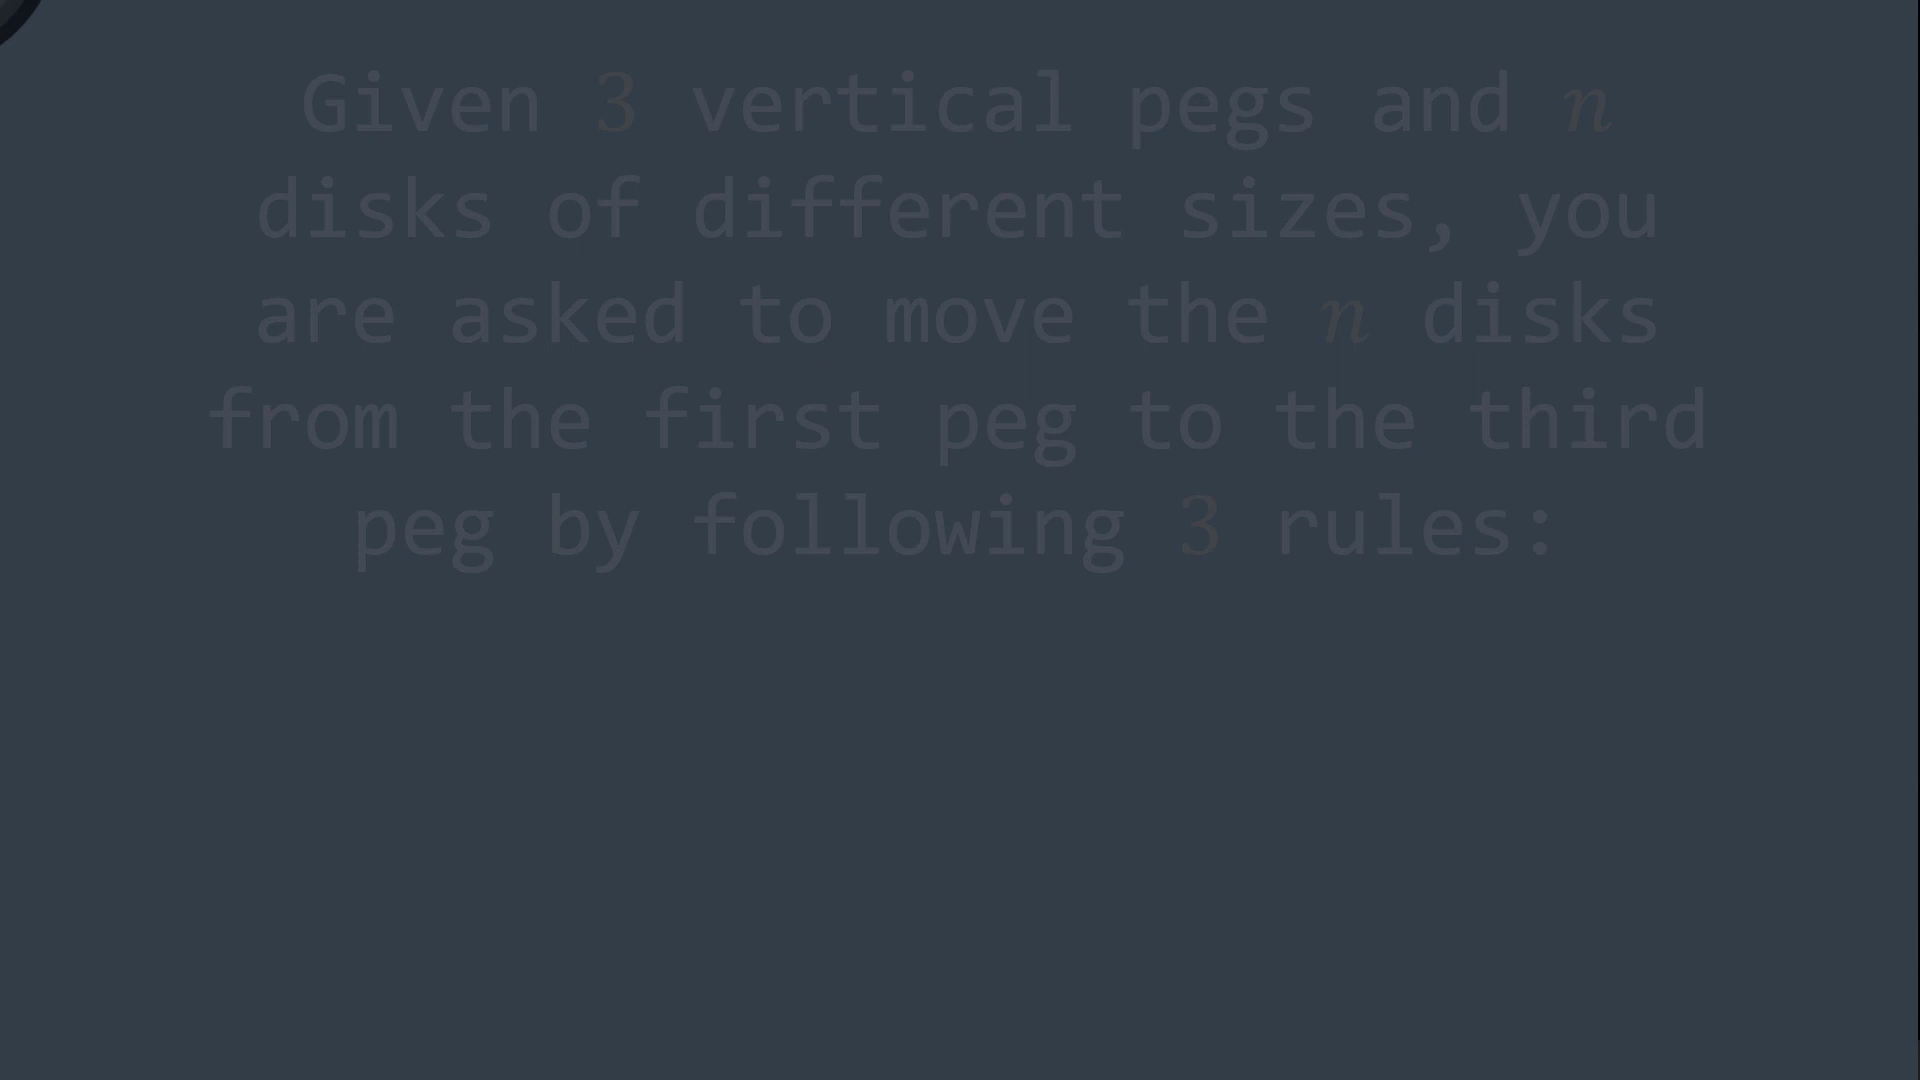 Given 3 vertical pegs and n
disks of different sizes, you
are asked to move the n disks
from the first peg to the third
peg by following 3 rules: